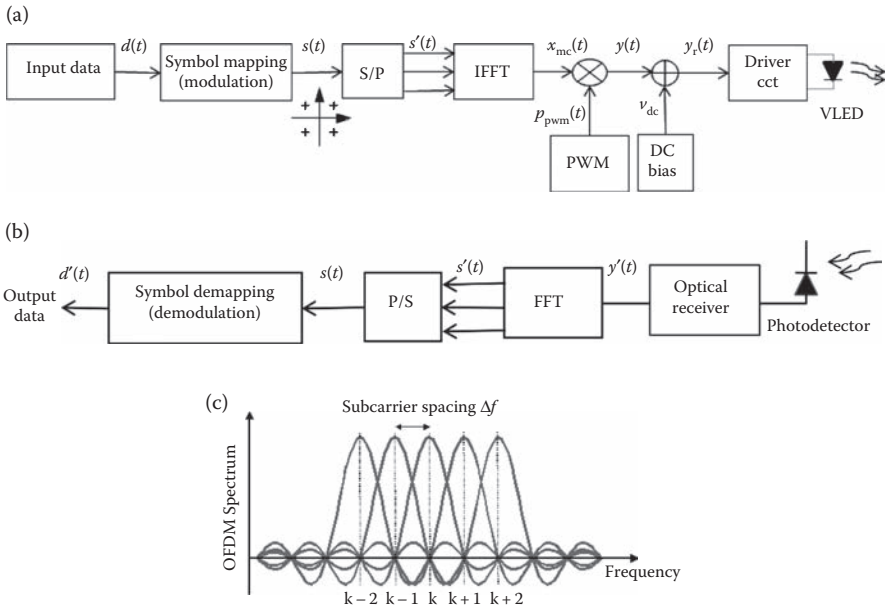 (a)
Input data
d(t)
Symbol mapping
(modulation)
s(t)
S/P
s′(t)
IFFT
x_mc(t)
y(t)
y_r(t)
Driver
cct
VLED
p_pwm(t)
v_dc
PWM
DC
bias
(b)
Output
data
d′(t)
Symbol demapping
(demodulation)
s(t)
P/S
s′(t)
FFT
y′(t)
Optical
receiver
Photodetector
(c)
Subcarrier spacing Δf
OFDM Spectrum
Frequency
k – 2 k – 1 k k + 1 k + 2